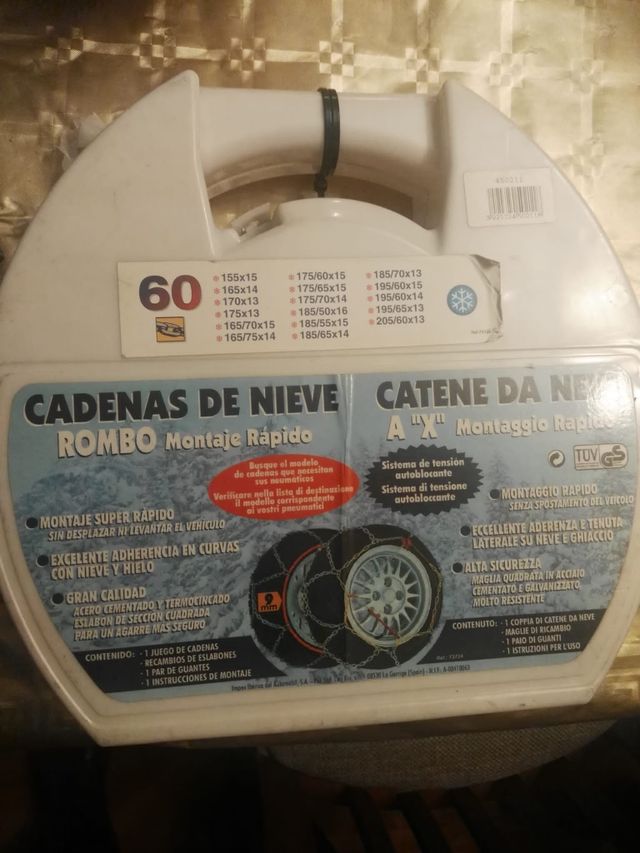 450011
60
155x15
165x14
170x13
175x13
165/70x15
165/75x14
175/60x15
175/65x15
175/70x14
185/50x16
185/55x15
185/65x14
185/70x13
195/60x15
195/60x14
195/65x13
205/60x13
CADENAS DE NIEVE
ROMBO Montaje Rápido
CATENE DA NEV
A "X" Montaggio Rapido
Busque el modelo
de cadenas que necesitan
sus neumáticos
Verificare nella lista di destinazione
il modello corrispondente
ai vostri pneumatici
Sistema de tensión
autoblocante
Sistema di tensione
autobloccante
TÜV GS
MONTAJE SUPER RÁPIDO
SIN DESPLAZAR NI LEVANTAR EL VEHICULO
EXCELENTE ADHERENCIA EN CURVAS
CON NIEVE Y HIELO
GRAN CALIDAD
ACERO CEMENTADO Y TERMOCINCADO
ESLABON DE SECCION CUADRADA
PARA UN AGARRE MAS SEGURO
CONTENIDO: - 1 JUEGO DE CADENAS
- RECAMBIOS DE ESLABONES
- 1 PAR DE GUANTES
- 1 INSTRUCCIONES DE MONTAJE
9
mm
MONTAGGIO RAPIDO
SENZA SPOSTAMENTO DEL VEICOLO
ECCELLENTE ADERENZA E TENUTA
LATERALE SU NEVE E GHIACCIO
ALTA SICUREZZA
MAGLIA QUADRATA IN ACCIAIO
CEMENTATO E GALVANIZZATO,
MOLTO RESISTENTE
CONTENUTO: - 1 COPPIA DI CATENE DA NEVE
- MAGLIE DI RICAMBIO
- 1 PAIO DI GUANTI
- 1 ISTRUZIONI PER L'USO